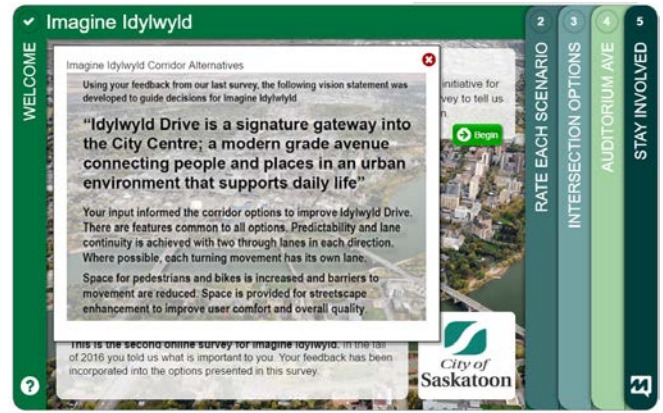 Imagine Idylwyld
WELCOME
Imagine Idylwyld Corridor Alternatives
Using your feedback from our last survey, the following vision statement was
developed to guide decisions for Imagine Idylwlyld
“Idylwyld Drive is a signature gateway into
the City Centre; a modern grade avenue
connecting people and places in an urban
environment that supports daily life”
Your input informed the corridor options to improve Idylwyld Drive.
There are features common to all options. Predictability and lane
continuity is achieved with two through lanes in each direction.
Where possible, each turning movement has its own lane.
Space for pedestrians and bikes is increased and barriers to
movement are reduced. Space is provided for streetscape
enhancement to improve user comfort and overall quality
initiative for
vey to tell us
n.
Begin
This is the second online survey for Imagine Idylwyld. In the fall
of 2016 you told us what is important to you. Your feedback has been
incorporated into the options presented in this survey.
City of
Saskatoon
?
2
RATE EACH SCENARIO
3
INTERSECTION OPTIONS
4
AUDITORIUM AVE
5
STAY INVOLVED